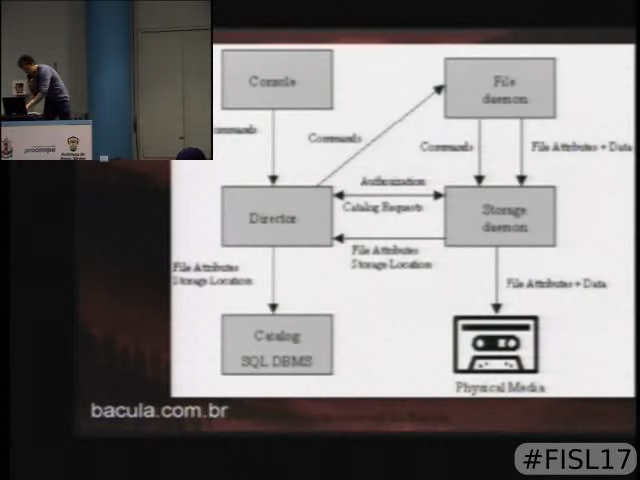 Console
File
daemon
Commands
Commands
File Attributes + Data
Authorization
Catalog Requests
Director
Storage
daemon
File Attributes
Storage Location
File Attributes
Storage Location
File Attributes + Data
Catalog
SQL DBMS
Physical Media
bacula.com.br
procempa
#FISL17